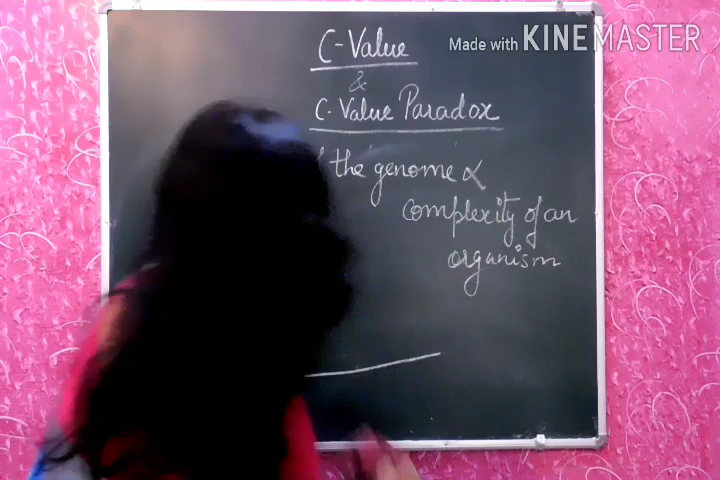 Made with KINEMASTER
C-Value
&
C-Value Paradox
the genome ∝
complexity of an
organism